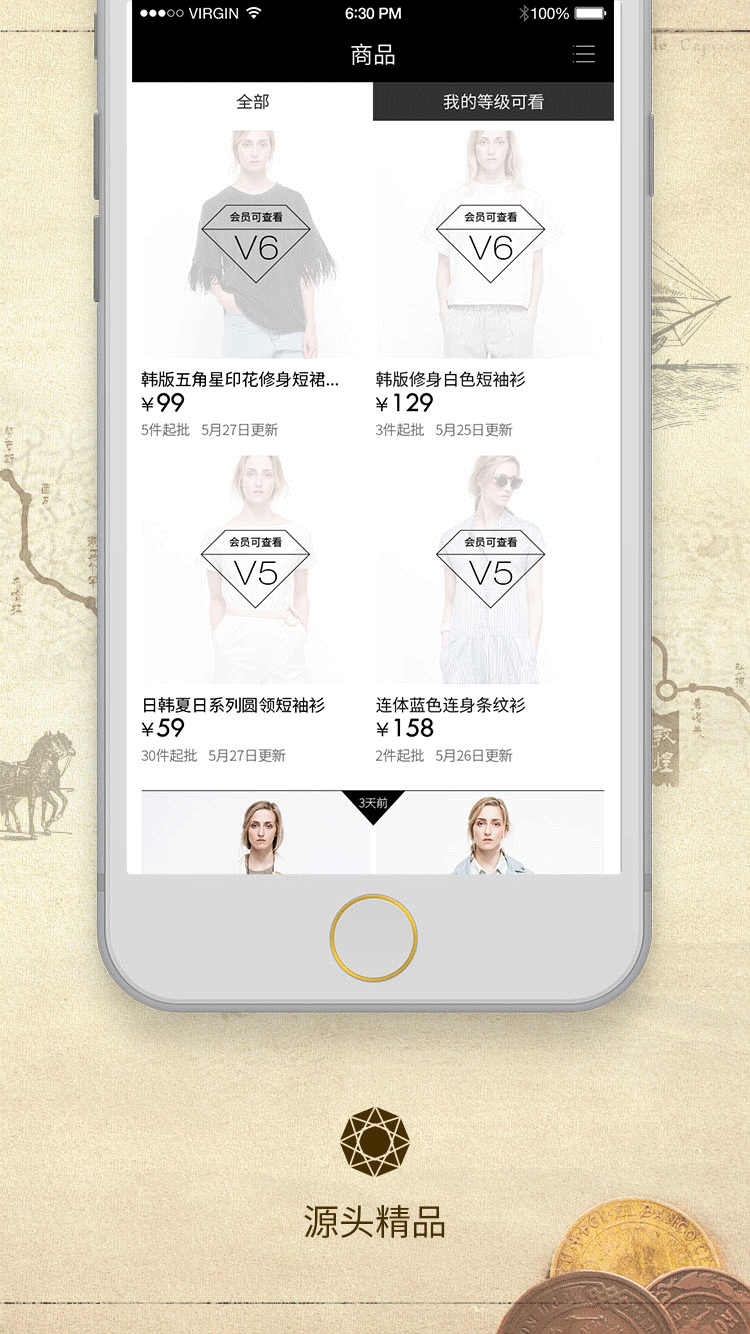 VIRGIN
6:30 PM
100%
商品
全部
我的等级可看
会员可查看
V6
会员可查看
V6
韩版五角星印花修身短裙...
¥99
5件起批 5月27日更新
韩版修身白色短袖衫
¥129
3件起批 5月25日更新
会员可查看
V5
会员可查看
V5
日韩夏日系列圆领短袖衫
¥59
30件起批 5月27日更新
连体蓝色连身条纹衫
¥158
2件起批 5月26日更新
3天前
敦煌
源头精品